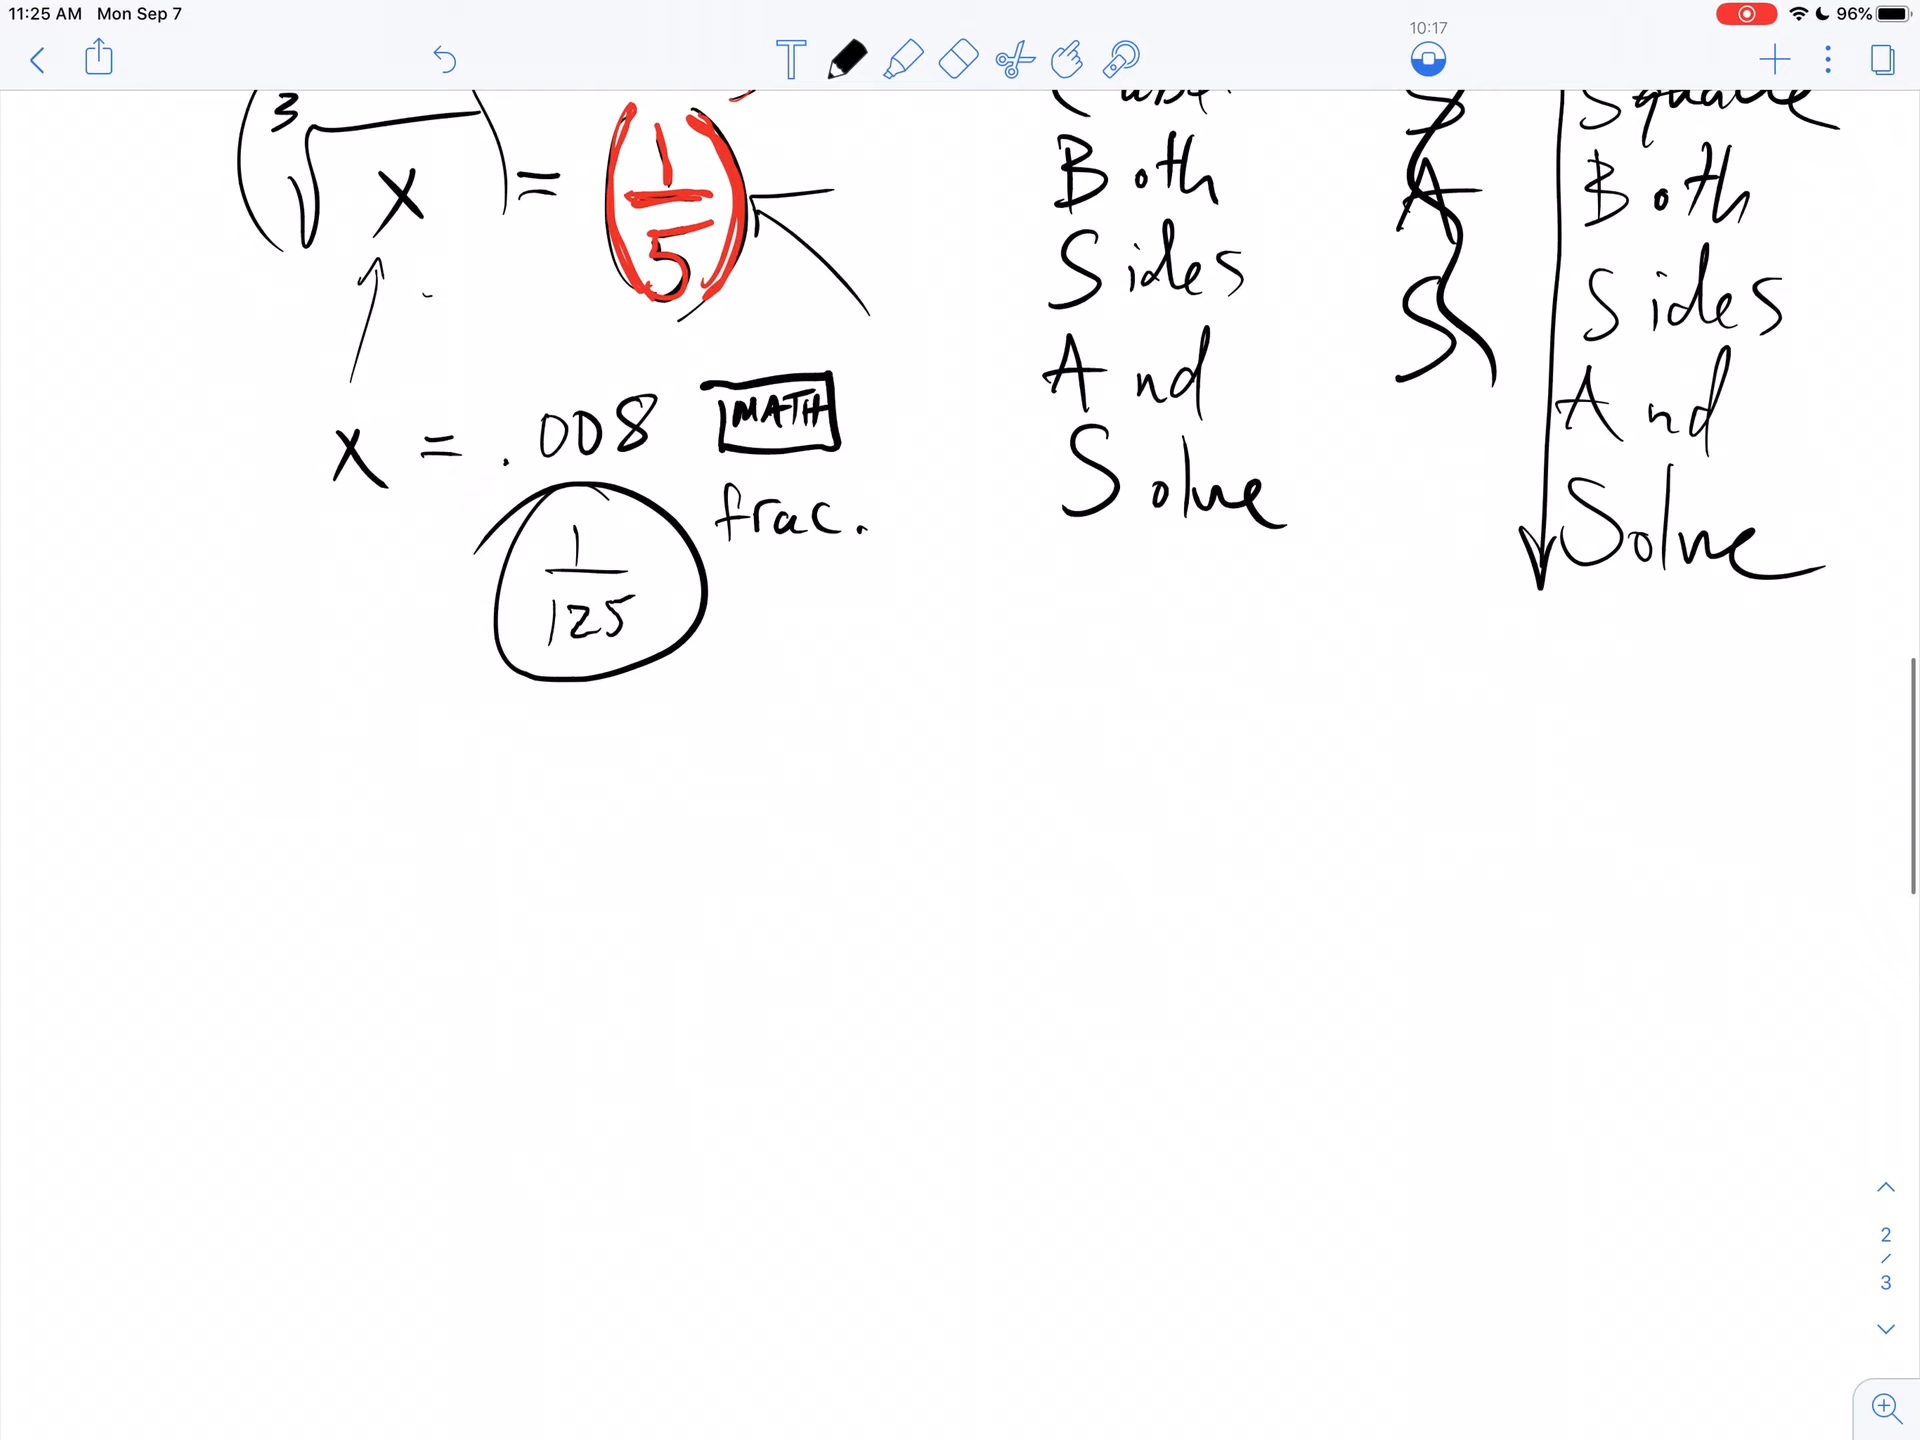 11:25 AM Mon Sep 7
96%
10:17
T
(∛x) = (1/5)
x = .008 MATH
frac.
1/125
Both
Sides
And
Solve
A
S
Square
Both
Sides
And
Solve
2
/
3